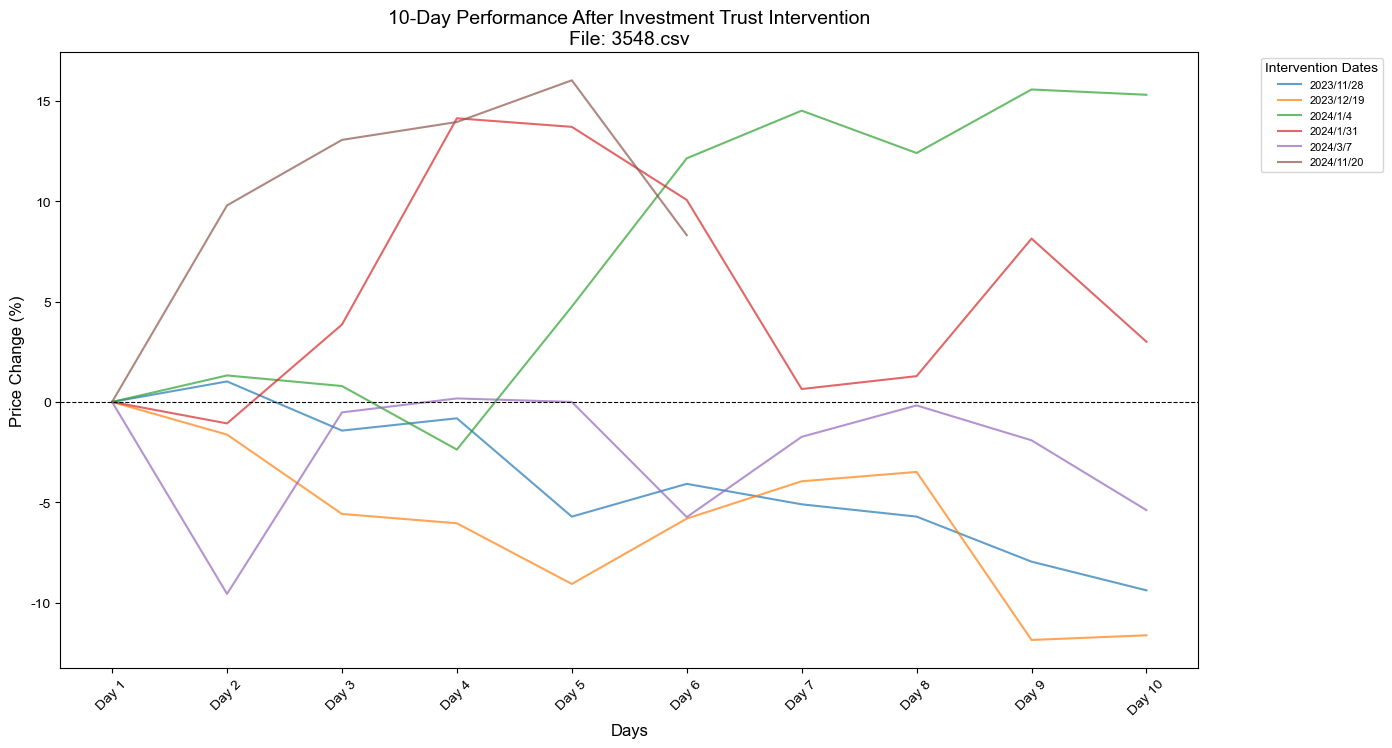 10-Day Performance After Investment Trust Intervention
File: 3548.csv
Price Change (%)
15
10
5
0
-5
-10
Day 1
Day 2
Day 3
Day 4
Day 5
Day 6
Day 7
Day 8
Day 9
Day 10
Days
Intervention Dates
2023/11/28
2023/12/19
2024/1/4
2024/1/31
2024/3/7
2024/11/20